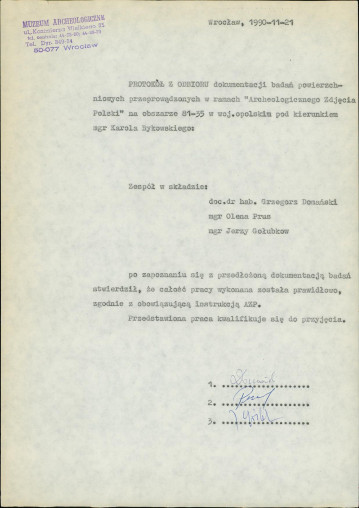 MUZEUM ARCHEOLOGICZNE
ul. Kazimierza Wielkiego 35
50-077 Wrocław
Wrocław, 1990-11-21
PROTOKÓŁ Z ODBIORU dokumentacji badań powierzch-
niowych przeprowadzonych w ramach "Archeologicznego Zdjęcia
Polski" na obszarze 81-35 w woj.opolskim pod kierunkiem
mgr Karola Bykowskiego:
Zespół w składzie:
doc.dr hab. Grzegorz Domański
mgr Olena Prus
mgr Jerzy Gołubkow
po zapoznaniu się z przedłożoną dokumentacją badań
stwierdził, że całość pracy wykonana została prawidłowo,
zgodnie z obowiązującą instrukcją AZP.
Przedstawiona praca kwalifikuje się do przyjęcia.
1. ..................
2. ..................
3. ..................